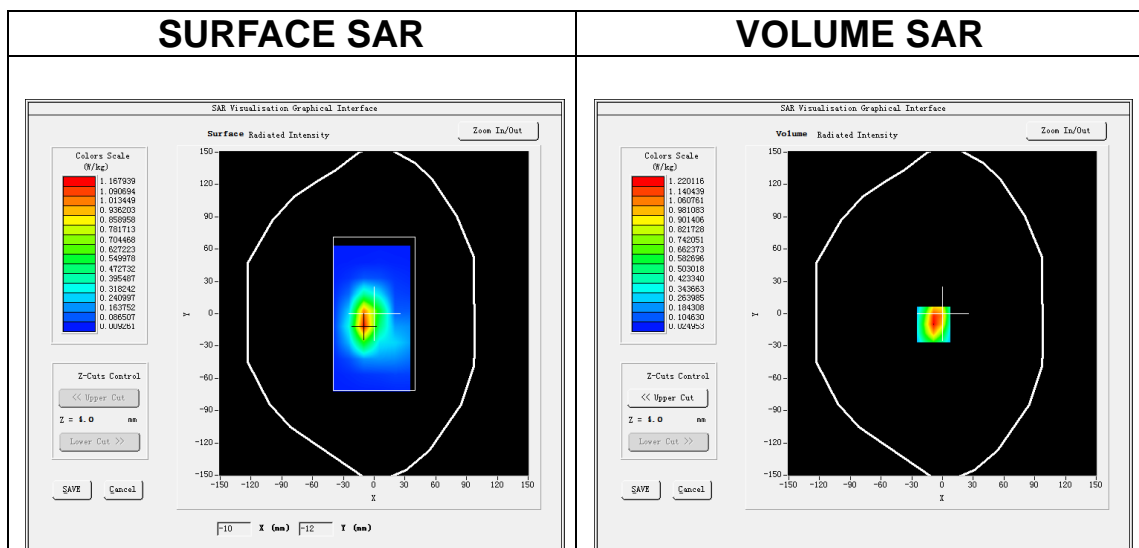 SURFACE SAR
VOLUME SAR
SAR Visualisation Graphical Interface
Surface Radiated Intensity
Zoom In/Out
Colors Scale
(W/kg)
1.167939
1.090694
1.013449
0.936203
0.858958
0.781713
0.704468
0.627223
0.549978
0.472732
0.395487
0.318242
0.240997
0.163752
0.086507
0.009261
150
120
90
60
30
0
-30
-60
-90
-120
-150
Y
-150 -120 -90 -60 -30 0 30 60 90 120 150
X
Z-Cuts Control
<< Upper Cut
Z = 4.0 mm
Lower Cut >>
SAVE Cancel
-10 X (mm) -12 Y (mm)
SAR Visualisation Graphical Interface
Volume Radiated Intensity
Zoom In/Out
Colors Scale
(W/kg)
1.220116
1.140439
1.060761
0.981083
0.901406
0.821728
0.742051
0.662373
0.582696
0.503018
0.423340
0.343663
0.263985
0.184308
0.104630
0.024953
150
120
90
60
30
0
-30
-60
-90
-120
-150
Y
-150 -120 -90 -60 -30 0 30 60 90 120 150
X
Z-Cuts Control
<< Upper Cut
Z = 4.0 mm
Lower Cut >>
SAVE Cancel